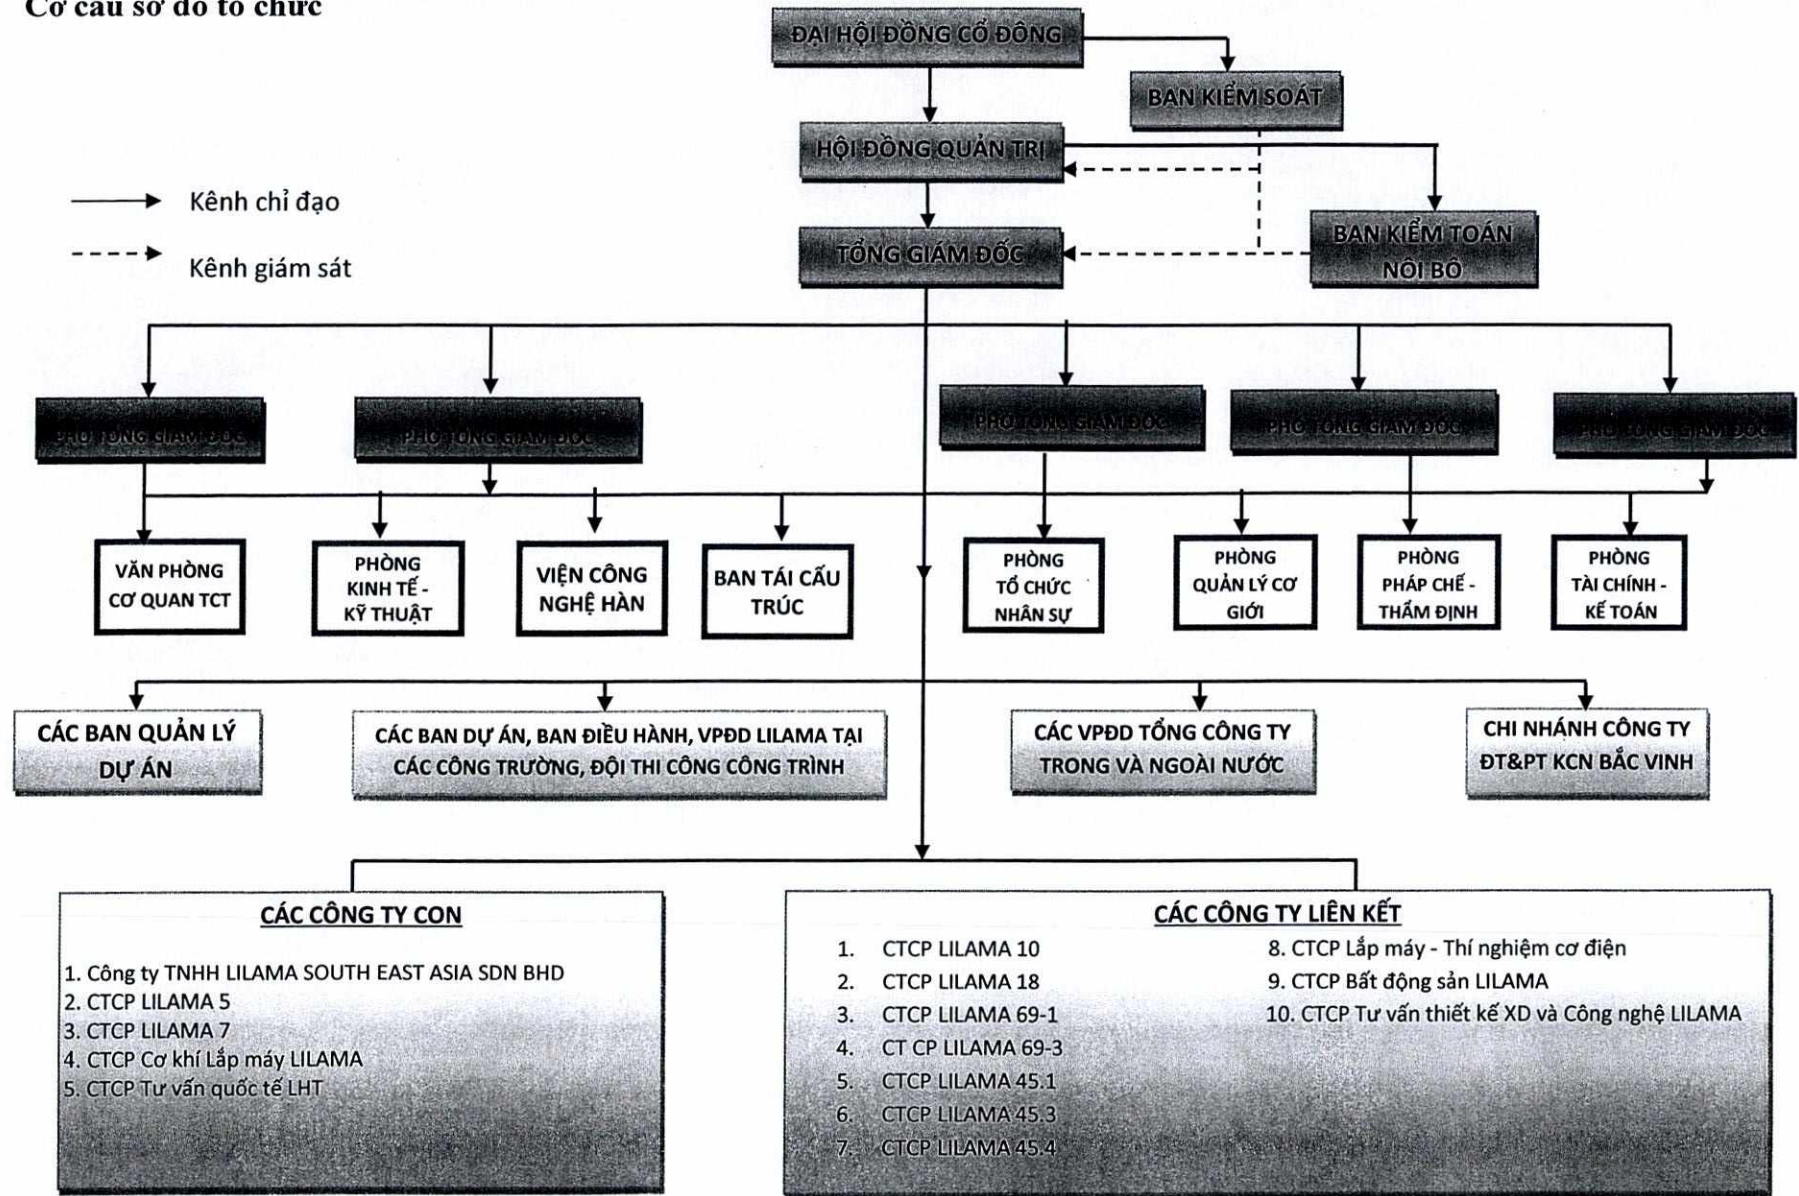 Cơ cấu sơ đồ tổ chức
ĐẠI HỘI ĐỒNG CỔ ĐÔNG
BAN KIỂM SOÁT
HỘI ĐỒNG QUẢN TRỊ
Kênh chỉ đạo
Kênh giám sát
TỔNG GIÁM ĐỐC
BAN KIỂM TOÁN
NỘI BỘ
PHÓ TỔNG GIÁM ĐỐC
PHÓ TỔNG GIÁM ĐỐC
PHÓ TỔNG GIÁM ĐỐC
PHÓ TỔNG GIÁM ĐỐC
PHÓ TỔNG GIÁM ĐỐC
VĂN PHÒNG
CƠ QUAN TCT
PHÒNG
KINH TẾ -
KỸ THUẬT
VIỆN CÔNG
NGHỆ HÀN
BAN TÁI CẤU
TRÚC
PHÒNG
TỔ CHỨC
NHÂN SỰ
PHÒNG
QUẢN LÝ CƠ
GIỚI
PHÒNG
PHÁP CHẾ -
THẨM ĐỊNH
PHÒNG
TÀI CHÍNH -
KẾ TOÁN
CÁC BAN QUẢN LÝ
DỰ ÁN
CÁC BAN DỰ ÁN, BAN ĐIỀU HÀNH, VPĐD LILAMA TẠI
CÁC CÔNG TRƯỜNG, ĐỘI THI CÔNG CÔNG TRÌNH
CÁC VPĐD TỔNG CÔNG TY
TRONG VÀ NGOÀI NƯỚC
CHI NHÁNH CÔNG TY
ĐT&PT KCN BẮC VINH
CÁC CÔNG TY CON
1. Công ty TNHH LILAMA SOUTH EAST ASIA SDN BHD
2. CTCP LILAMA 5
3. CTCP LILAMA 7
4. CTCP Cơ khí Lắp máy LILAMA
5. CTCP Tư vấn quốc tế LHT
CÁC CÔNG TY LIÊN KẾT
1. CTCP LILAMA 10
2. CTCP LILAMA 18
3. CTCP LILAMA 69-1
4. CT CP LILAMA 69-3
5. CTCP LILAMA 45.1
6. CTCP LILAMA 45.3
7. CTCP LILAMA 45.4
8. CTCP Lắp máy - Thí nghiệm cơ điện
9. CTCP Bất động sản LILAMA
10. CTCP Tư vấn thiết kế XD và Công nghệ LILAMA